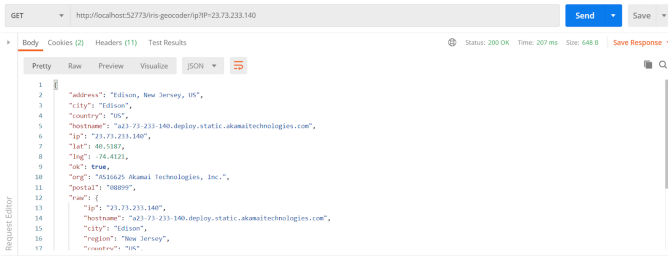 GET http://localhost:52773/iris-geocoder/ip?IP=23.73.233.140 Send Save
Body Cookies (2) Headers (11) Test Results Status: 200 OK Time: 207 ms Size: 648 B Save Response
Pretty Raw Preview Visualize JSON
1 {
2 "address": "Edison, New Jersey, US",
3 "city": "Edison",
4 "country": "US",
5 "hostname": "a23-73-233-140.deploy.static.akamaitechnologies.com",
6 "ip": "23.73.233.140",
7 "lat": 40.5187,
8 "lng": -74.4121,
9 "ok": true,
10 "org": "AS16625 Akamai Technologies, Inc.",
11 "postal": "08899",
12 "raw": {
13 "ip": "23.73.233.140",
14 "hostname": "a23-73-233-140.deploy.static.akamaitechnologies.com",
15 "city": "Edison",
16 "region": "New Jersey",
17 "country": "US",
Request Editor